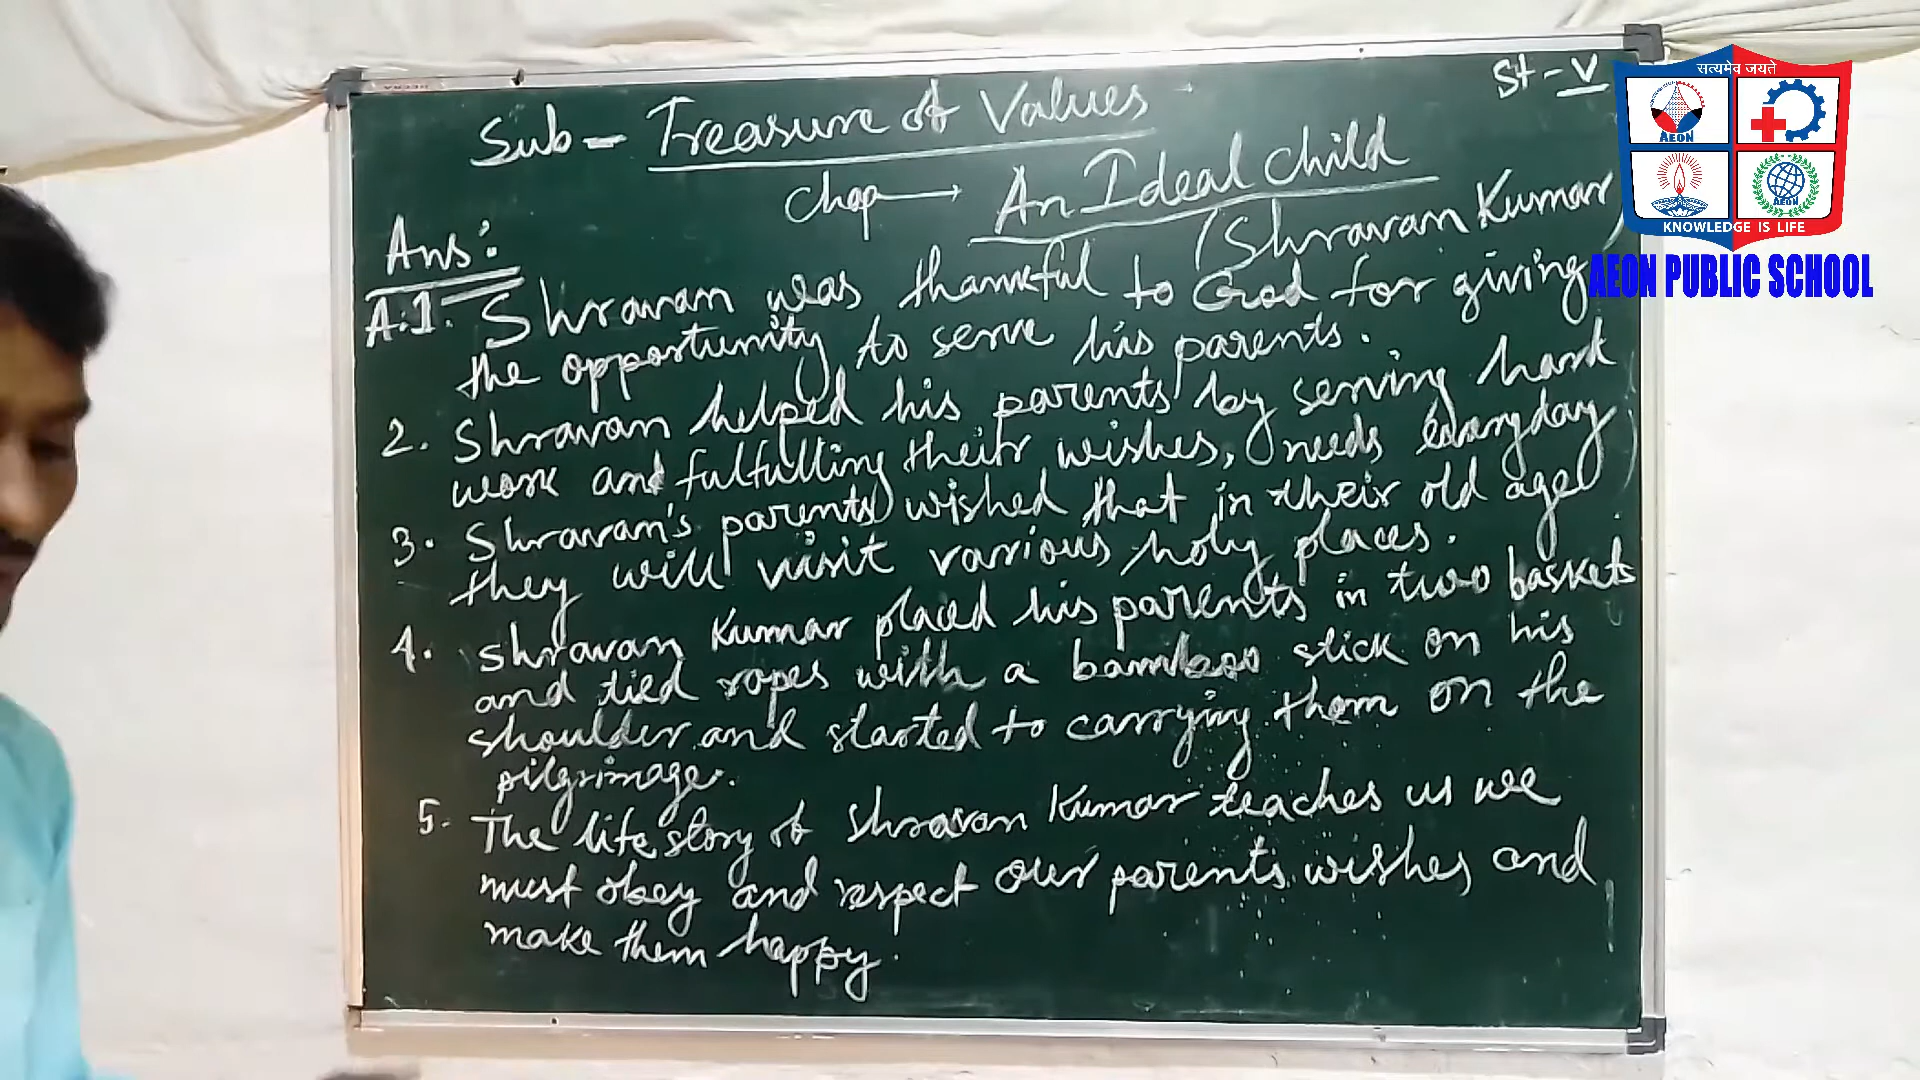 St - V
Sub - Treasure of Values
Chap → An Ideal Child
(Shravan Kumar)
Ans:
A.1. Shravan was thankful to God for giving
the opportunity to serve his parents.
2. Shravan helped his parents by serving hark
work and fulfulling their wishes, needs everyday
3. Shravan's parents wished that in their old age
they will visit various holy places.
4. Shravan Kumar placed his parents in two baskets
and tied ropes with a bamboo stick on his
shoulder and started to carrying them on the
pilgrimage.
5. The life story of Shravan Kumar teaches us we
must obey and respect our parents wishes and
make them happy.
सत्यमेव जयते
AEON
AEON
KNOWLEDGE IS LIFE
AEON PUBLIC SCHOOL